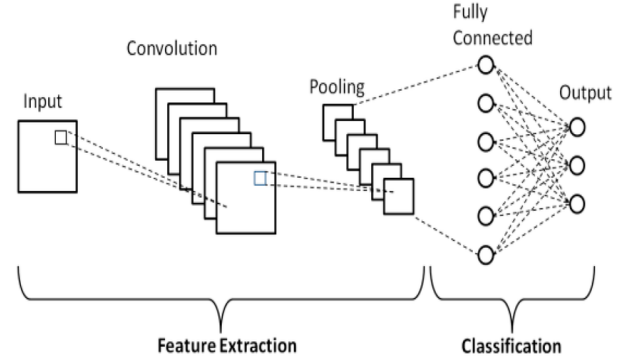 Input
Convolution
Pooling
Fully
Connected
Output
Feature Extraction
Classification